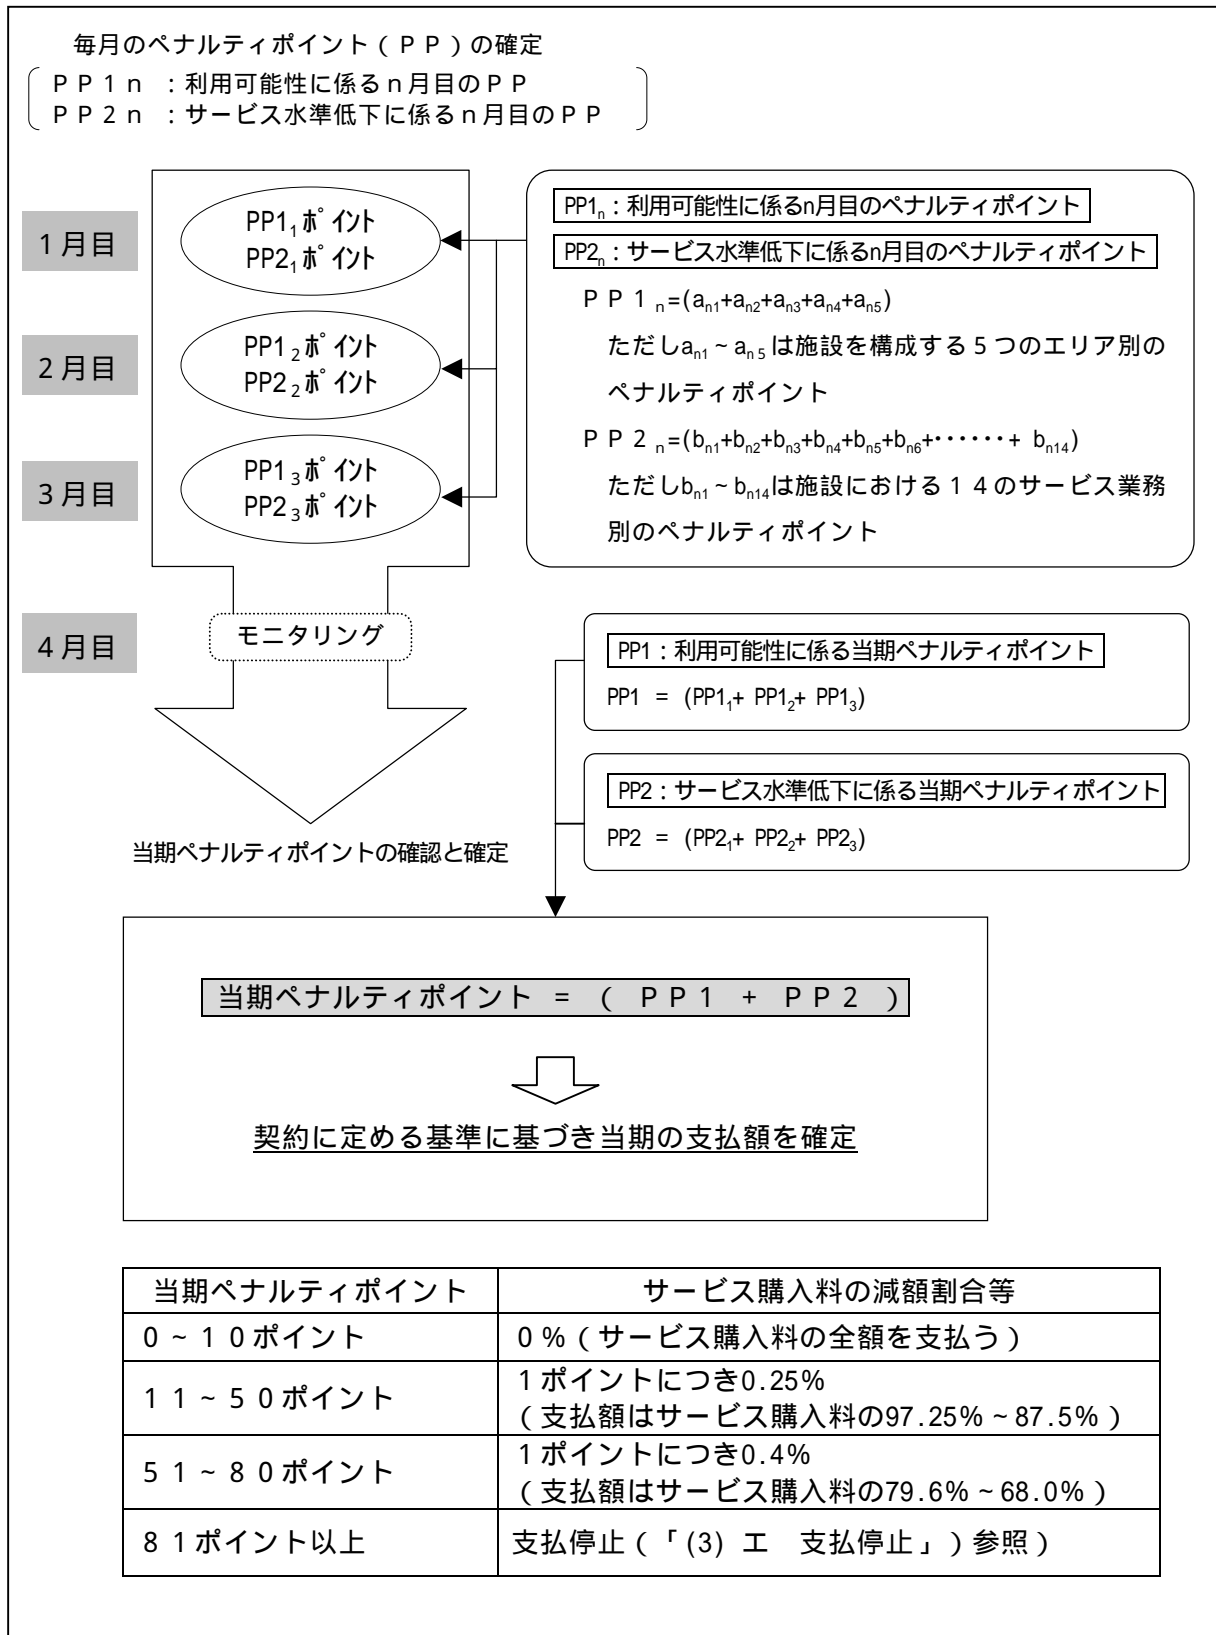 毎月のペナルティポイント（ＰＰ）の確定
ＰＰ１ｎ ：利用可能性に係るｎ月目のＰＰ
ＰＰ２ｎ ：サービス水準低下に係るｎ月目のＰＰ
１月目
PP1₁ﾎﾟｲﾝﾄ
PP2₁ﾎﾟｲﾝﾄ
２月目
PP1₂ﾎﾟｲﾝﾄ
PP2₂ﾎﾟｲﾝﾄ
３月目
PP1₃ﾎﾟｲﾝﾄ
PP2₃ﾎﾟｲﾝﾄ
PP1ₙ：利用可能性に係るn月目のペナルティポイント
PP2ₙ：サービス水準低下に係るn月目のペナルティポイント
ＰＰ１ₙ=(aₙ₁+aₙ₂+aₙ₃+aₙ₄+aₙ₅)
ただしaₙ₁～aₙ₅は施設を構成する５つのエリア別の
ペナルティポイント
ＰＰ２ₙ=(bₙ₁+bₙ₂+bₙ₃+bₙ₄+bₙ₅+bₙ₆+・・・・・・+ bₙ₁₄)
ただしbₙ₁～bₙ₁₄は施設における１４のサービス業務
別のペナルティポイント
４月目
モニタリング
当期ペナルティポイントの確認と確定
PP1：利用可能性に係る当期ペナルティポイント
PP1 = (PP1₁+ PP1₂+ PP1₃)
PP2：サービス水準低下に係る当期ペナルティポイント
PP2 = (PP2₁+ PP2₂+ PP2₃)
当期ペナルティポイント = （ ＰＰ１ + ＰＰ２ ）
契約に定める基準に基づき当期の支払額を確定
当期ペナルティポイント サービス購入料の減額割合等
０～１０ポイント ０%（サービス購入料の全額を支払う）
１１～５０ポイント １ポイントにつき0.25%
（支払額はサービス購入料の97.25%～87.5%）
５１～８０ポイント １ポイントにつき0.4%
（支払額はサービス購入料の79.6%～68.0%）
８１ポイント以上 支払停止（「(3) エ　支払停止」）参照）